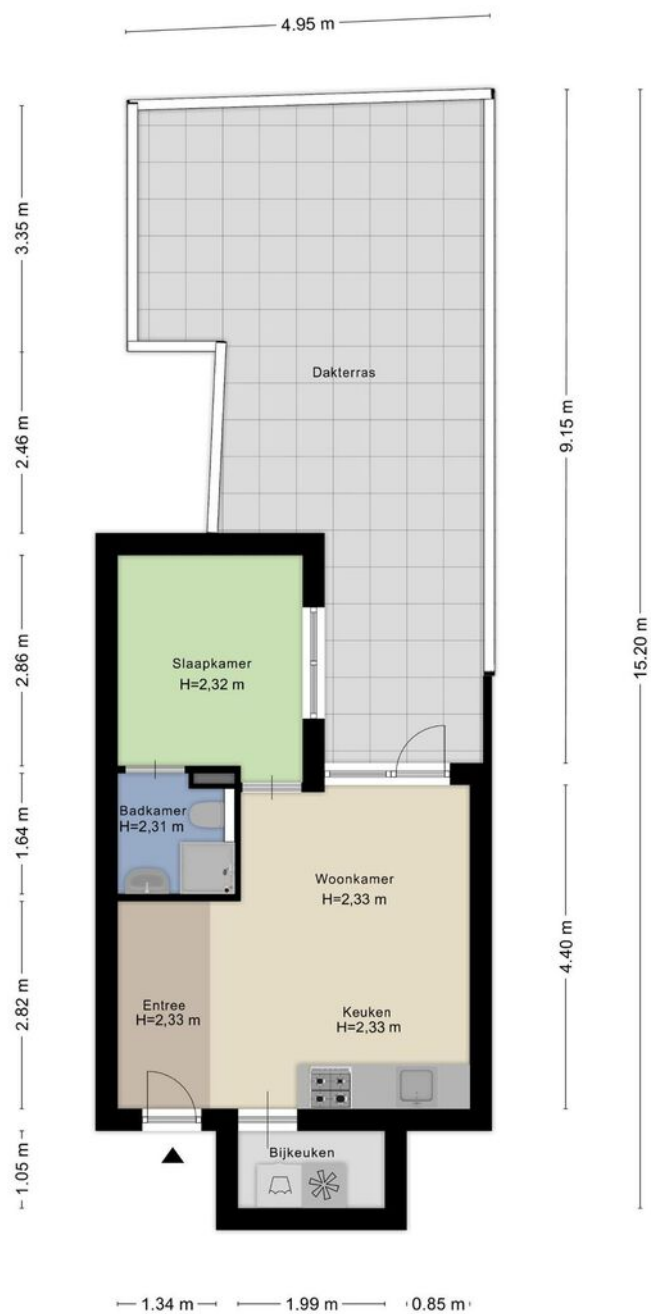 4.95 m
3.35 m
2.46 m
2.86 m
1.64 m
2.82 m
1.05 m
Dakterras
9.15 m
15.20 m
4.40 m
Slaapkamer
H=2,32 m
Badkamer
H=2,31 m
Woonkamer
H=2,33 m
Entree
H=2,33 m
Keuken
H=2,33 m
Bijkeuken
1.34 m
1.99 m
0.85 m